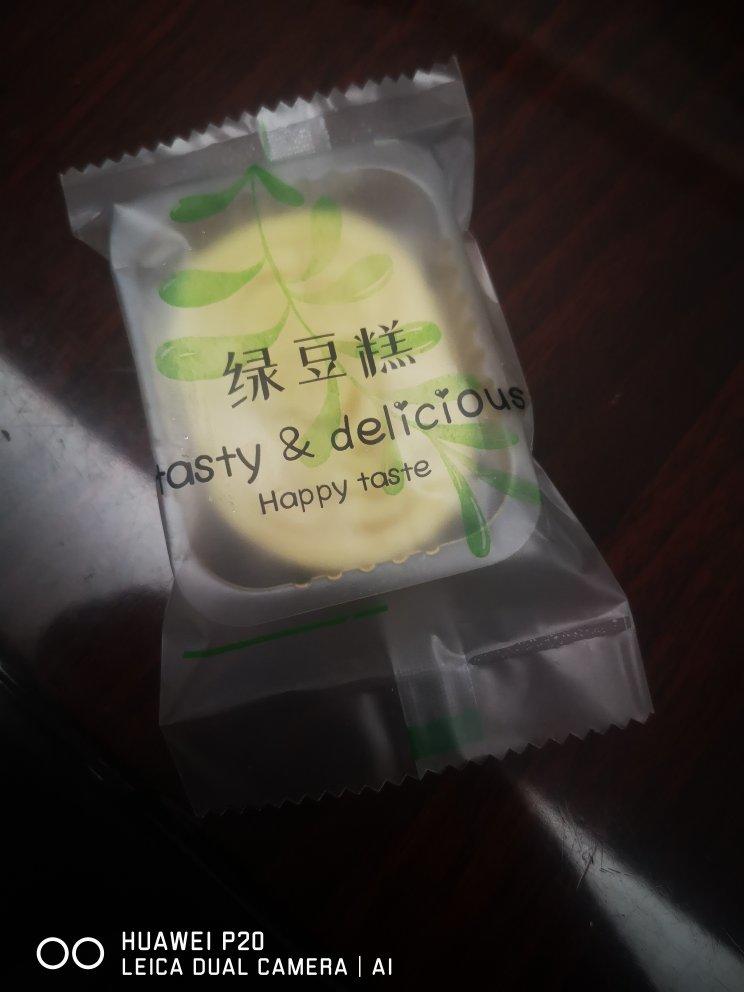 绿豆糕
tasty & delicious
Happy taste
HUAWEI P20
LEICA DUAL CAMERA | AI